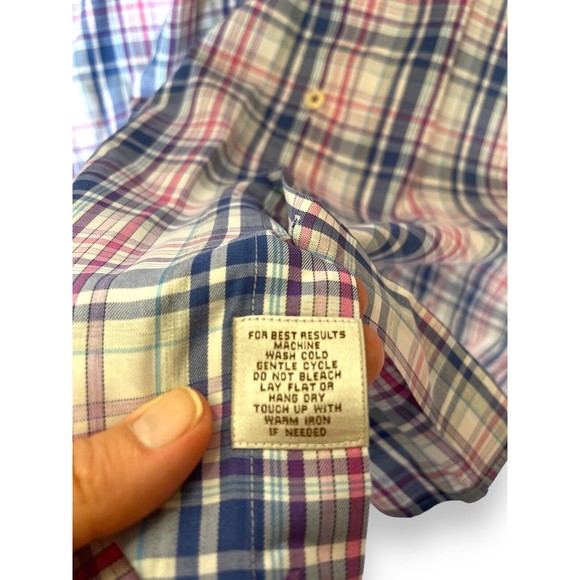 FOR BEST RESULTS
MACHINE
WASH COLD
GENTLE CYCLE
DO NOT BLEACH
LAY FLAT OR
HANG DRY
TOUCH UP WITH
WARM IRON
IF NEEDED